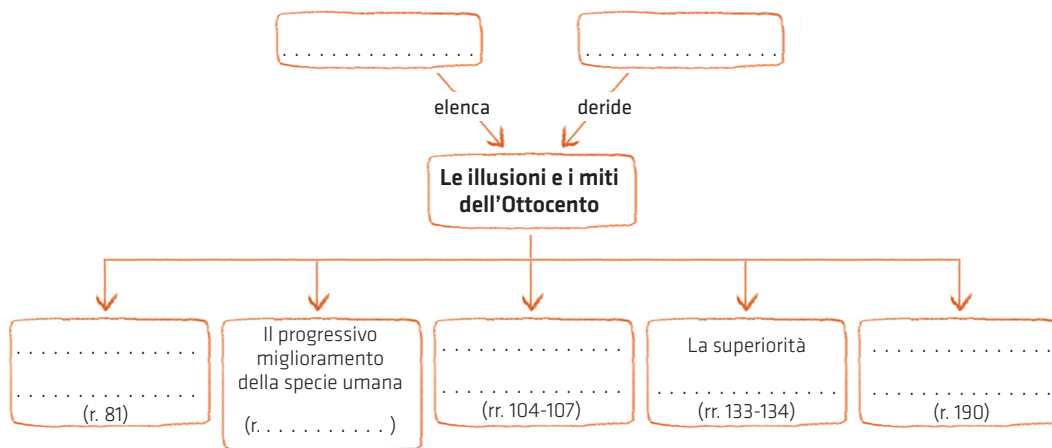 . . . . . . . . . . . . . . .
. . . . . . . . . . . . . . .
elenca
deride
Le illusioni e i miti
dell'Ottocento
. . . . . . . . . . . . . .
. . . . . . . . . . . . . .
(r. 81)
Il progressivo
miglioramento
della specie umana
(r. . . . . . . . . . . . )
. . . . . . . . . . . . . .
. . . . . . . . . . . . . .
(rr. 104-107)
La superiorità
. . . . . . . . . . . . . .
(rr. 133-134)
. . . . . . . . . . . . . .
. . . . . . . . . . . . . .
(r. 190)